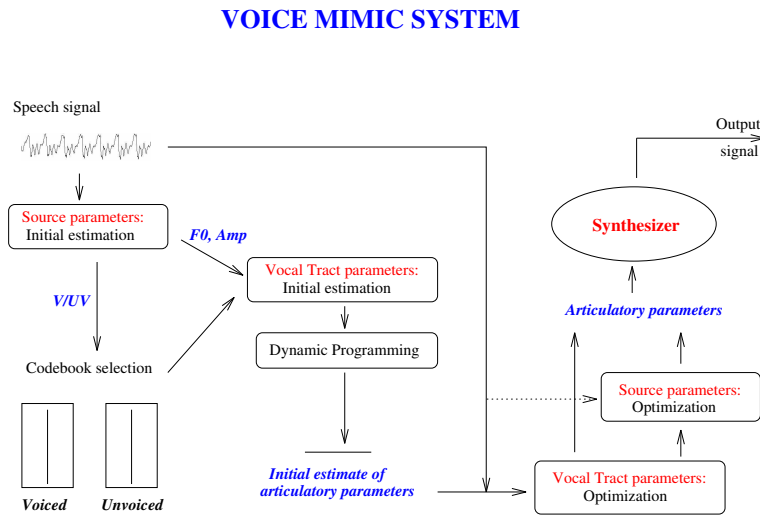 VOICE MIMIC SYSTEM
Speech signal
Source parameters:
Initial estimation
F0, Amp
V/UV
Vocal Tract parameters:
Initial estimation
Dynamic Programming
Codebook selection
Voiced
Unvoiced
Initial estimate of
articulatory parameters
Output
signal
Synthesizer
Articulatory parameters
Source parameters:
Optimization
Vocal Tract parameters:
Optimization